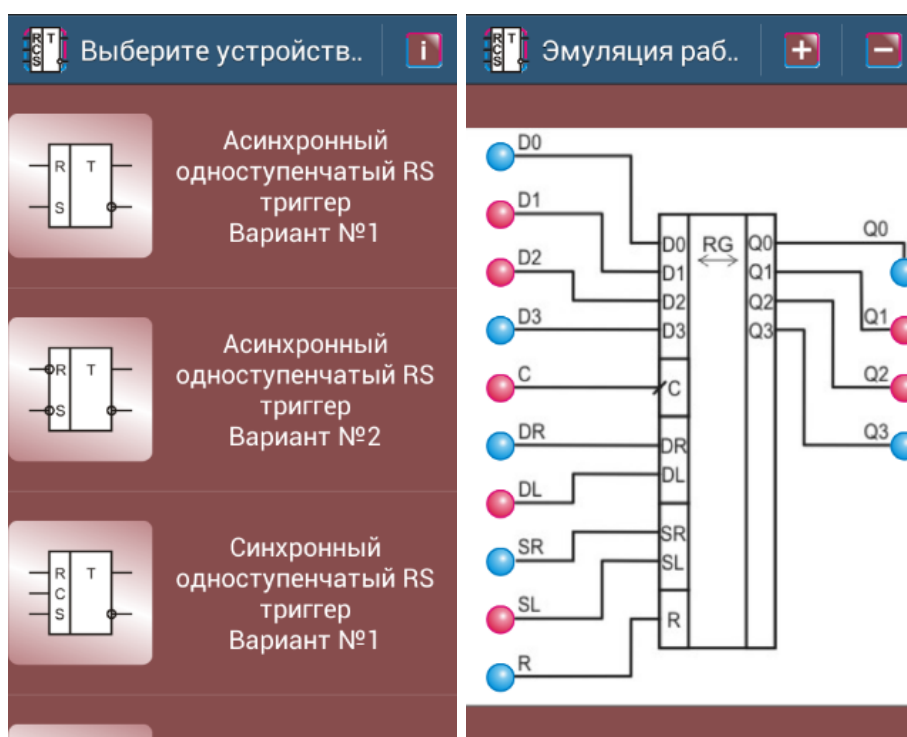 R T
C
S
Выберите устройств..
i
R T
S
Асинхронный
одноступенчатый RS
триггер
Вариант №1
R T
S
Асинхронный
одноступенчатый RS
триггер
Вариант №2
R T
C
S
Синхронный
одноступенчатый RS
триггер
Вариант №1
R T
C
S
Эмуляция раб..
+
−
D0
D1
D2
D3
C
DR
DL
SR
SL
R
D0 RG Q0
D1 Q1
D2 Q2
D3 Q3
C
DR
DL
SR
SL
R
Q0
Q1
Q2
Q3